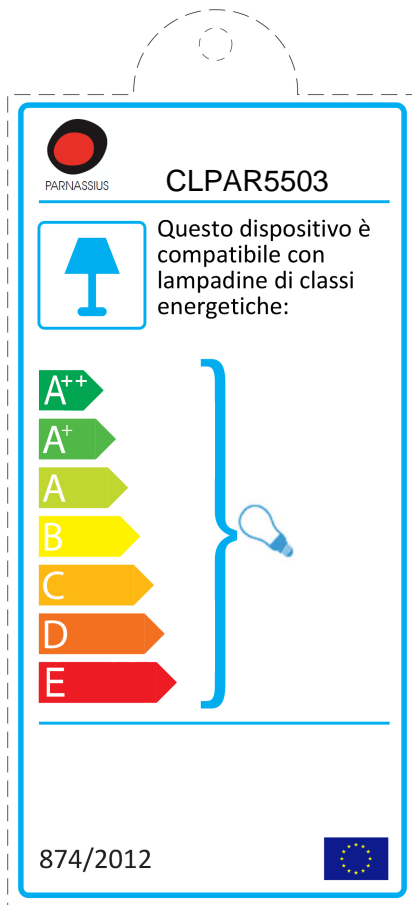 PARNASSIUS
CLPAR5503
Questo dispositivo è
compatibile con
lampadine di classi
energetiche:
A++
A+
A
B
C
D
E
874/2012